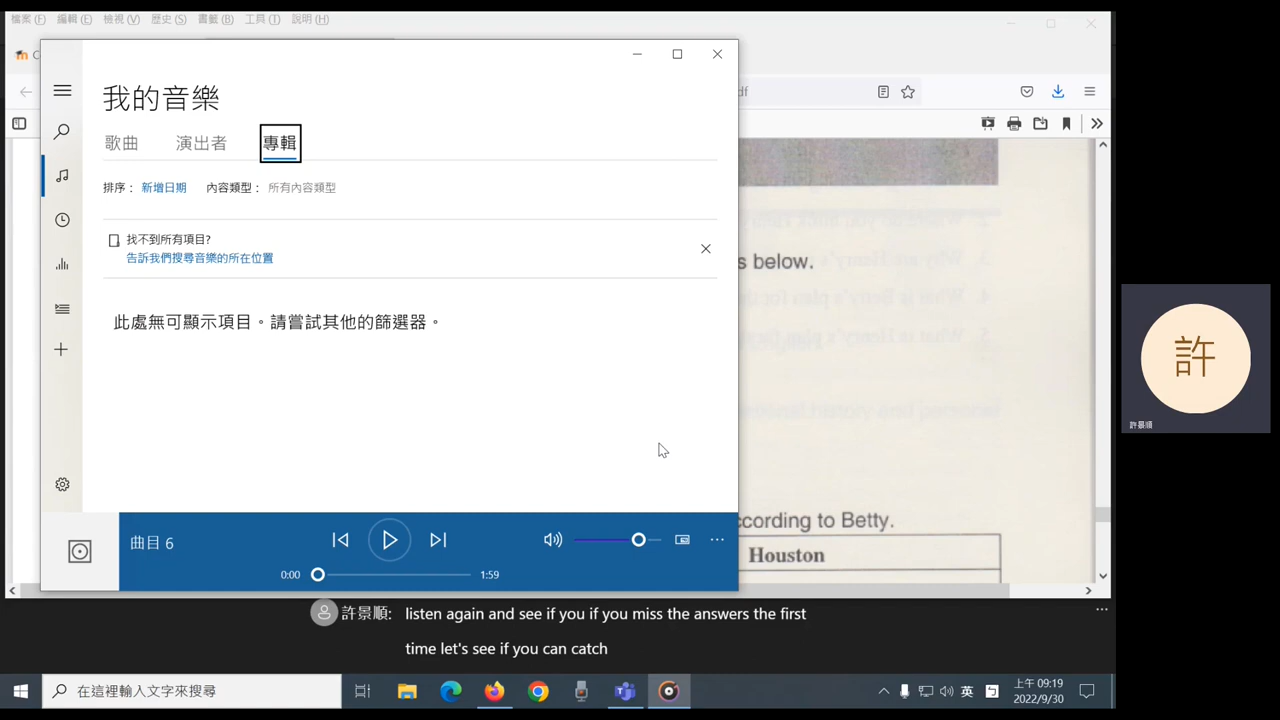 檔案 (F) 編輯 (E) 檢視 (V) 歷史 (S) 書籤 (B) 工具 (T) 說明 (H)
df
我的音樂
歌曲 演出者 專輯
排序： 新增日期 內容類型： 所有內容類型
找不到所有項目?
告訴我們搜尋音樂的所在位置
s below.
此處無可顯示項目。請嘗試其他的篩選器。
許
許景順
ccording to Betty.
Houston
曲目 6
0:00 1:59
許景順: listen again and see if you if you miss the answers the first
time let's see if you can catch
在這裡輸入文字來搜尋
英
上午 09:19
2022/9/30